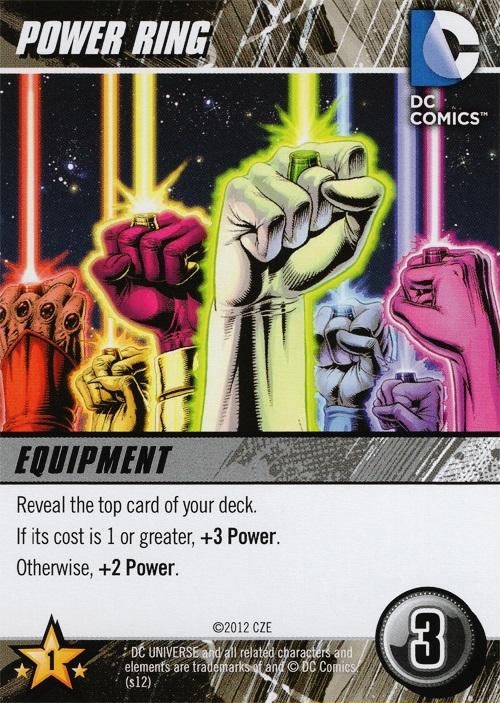 POWER RING
DC
DC
COMICS™
EQUIPMENT
Reveal the top card of your deck.
If its cost is 1 or greater, +3 Power.
Otherwise, +2 Power.
©2012 CZE
1
DC UNIVERSE and all related characters and
elements are trademarks of and © DC Comics.
(s12)
3